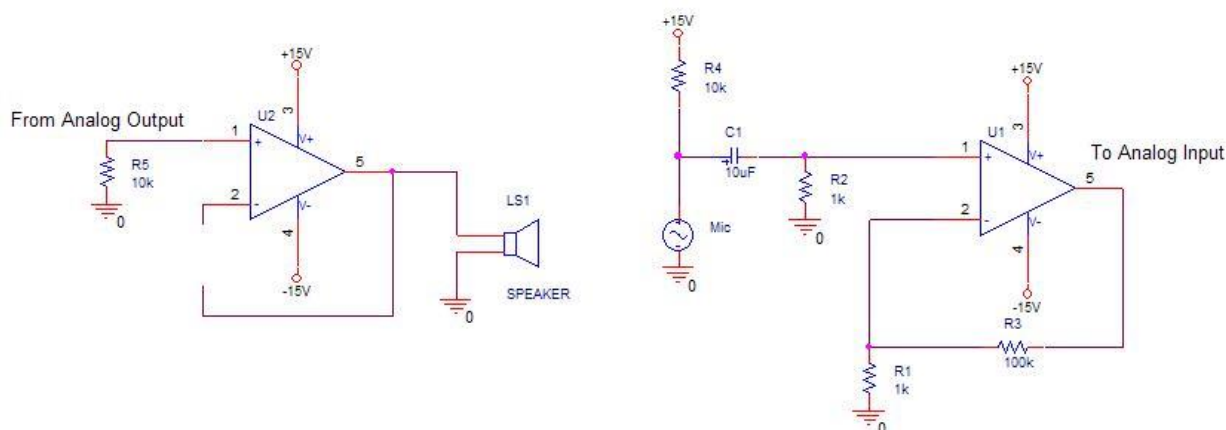 From Analog Output
R5
10k
0
1
+
2
-
U2
+15V
3
V+
5
V-
4
-15V
LS1
SPEAKER
0
+15V
R4
10k
C1
+
10uF
R2
1k
0
+
-
Mic
0
U1
+15V
3
V+
1
+
2
-
5
To Analog Input
V-
4
-15V
R3
100k
R1
1k
0